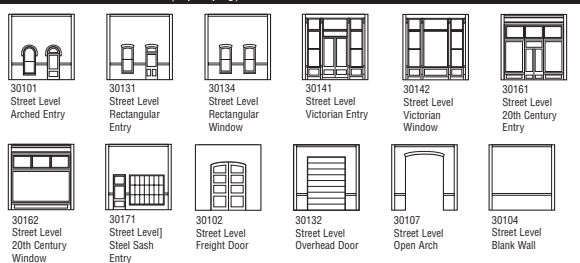 30101
Street Level
Arched Entry
30131
Street Level
Rectangular
Entry
30134
Street Level
Rectangular
Window
30141
Street Level
Victorian Entry
30142
Street Level
Victorian
Window
30161
Street Level
20th Century
Entry
30162
Street Level
20th Century
Window
30171
Street Level]
Steel Sash
Entry
30102
Street Level
Freight Door
30132
Street Level
Overhead Door
30107
Street Level
Open Arch
30104
Street Level
Blank Wall